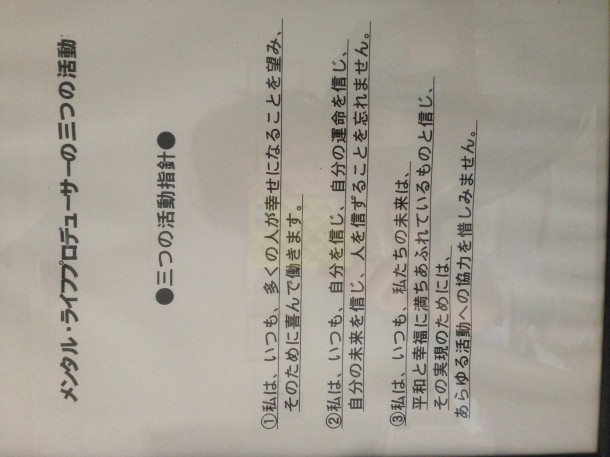 メンタル・ライフプロデューサーの三つの活動
●三つの活動指針●
①私は、いつも、多くの人が幸せになることを望み、
そのために喜んで働きます。
②私は、いつも、自分を信じ、自分の運命を信じ、
自分の未来を信じ、人を信ずることを忘れません。
③私は、いつも、私たちの未来は、
平和と幸福に満ちあふれているものと信じ、
その実現のためには、
あらゆる活動への協力を惜しみません。